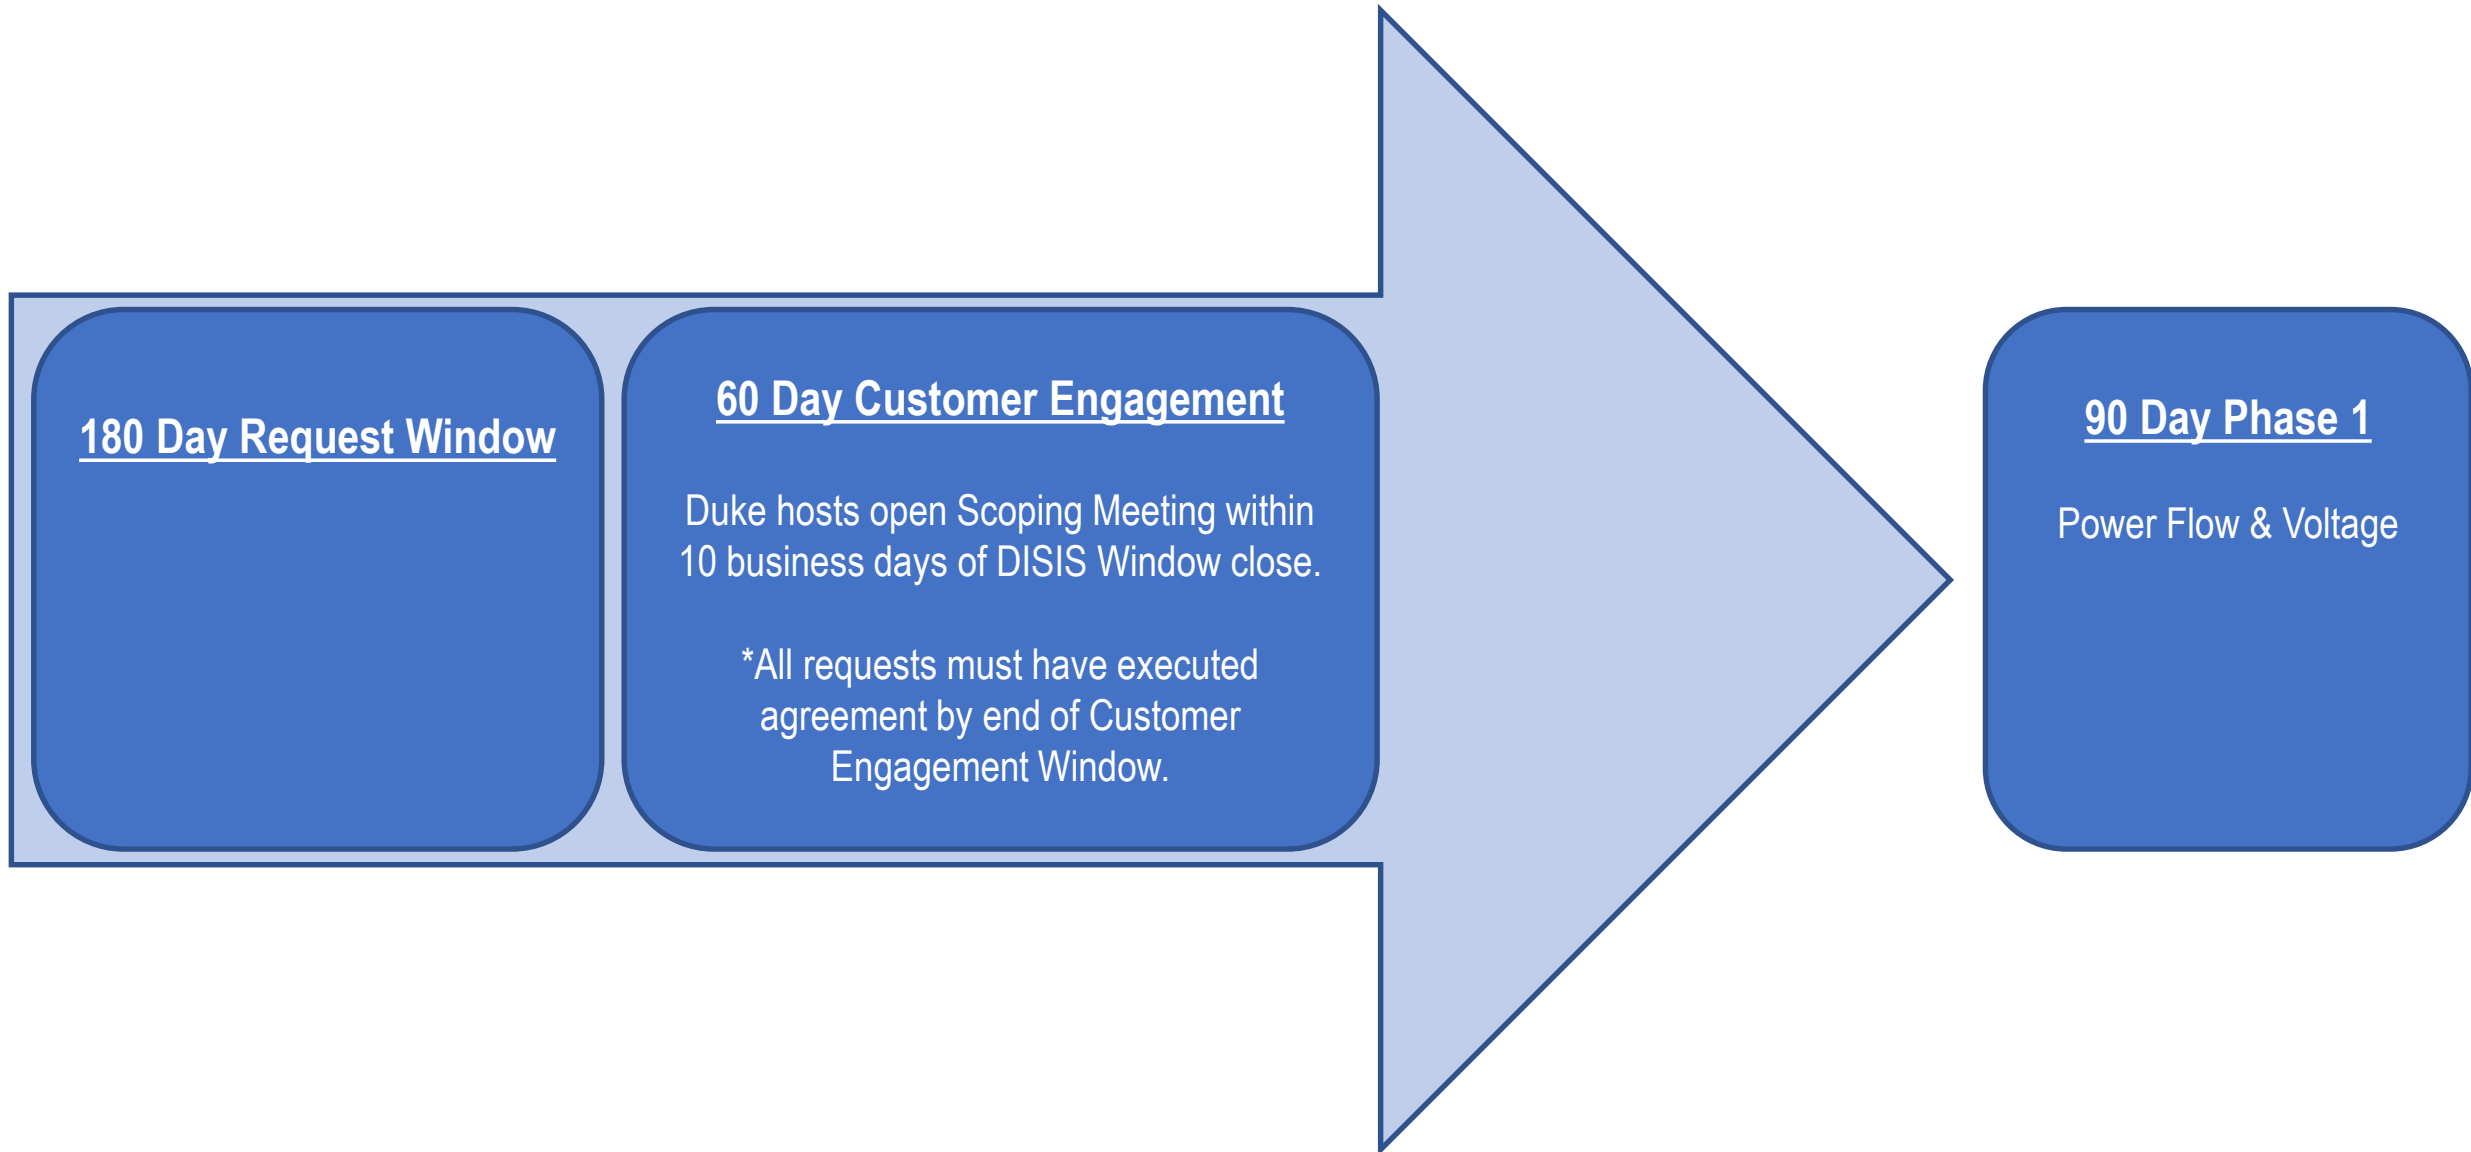 180 Day Request Window
60 Day Customer Engagement
Duke hosts open Scoping Meeting within
10 business days of DISIS Window close.
*All requests must have executed
agreement by end of Customer
Engagement Window.
90 Day Phase 1
Power Flow & Voltage